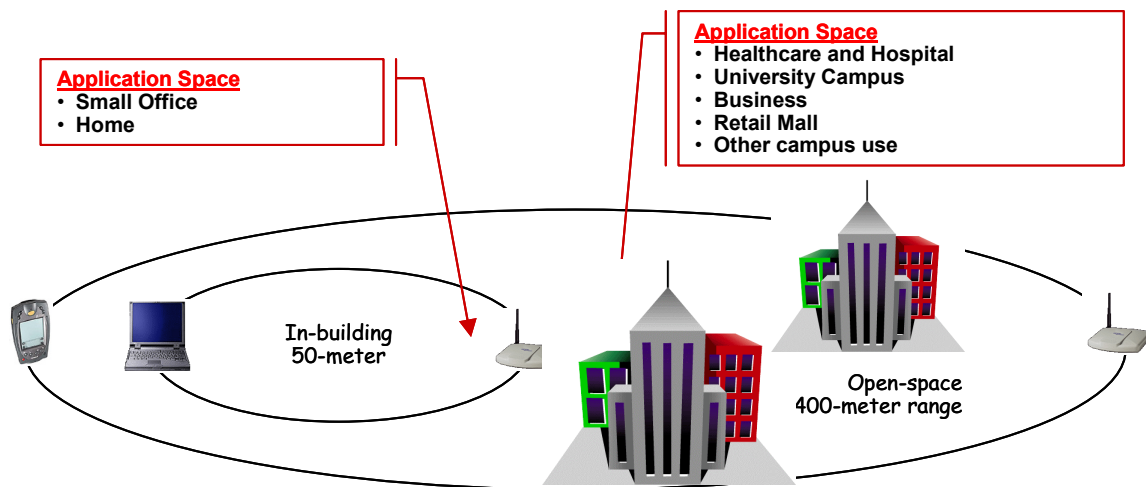 Application Space
• Small Office
• Home
Application Space
• Healthcare and Hospital
• University Campus
• Business
• Retail Mall
• Other campus use
In-building
50-meter
Open-space
400-meter range